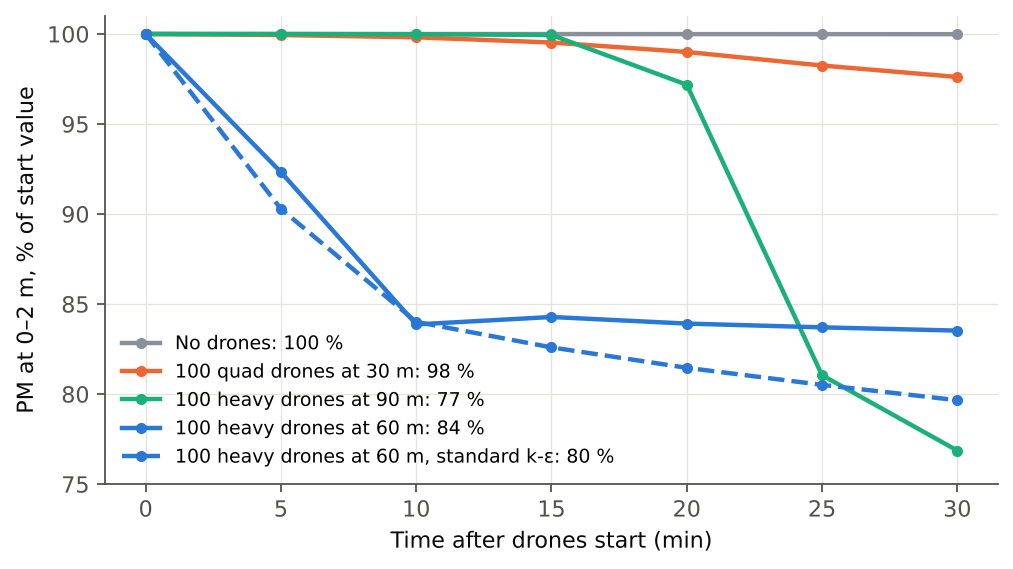 100
95
90
85
80
75
PM at 0–2 m, % of start value
No drones: 100 %
100 quad drones at 30 m: 98 %
100 heavy drones at 90 m: 77 %
100 heavy drones at 60 m: 84 %
100 heavy drones at 60 m, standard k-ε: 80 %
0 5 10 15 20 25 30
Time after drones start (min)